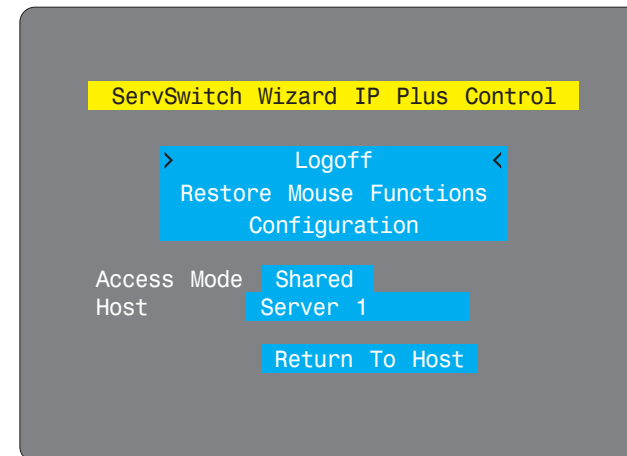 ServSwitch Wizard IP Plus Control
> Logoff <
Restore Mouse Functions
Configuration
Access Mode Shared
Host Server 1
Return To Host